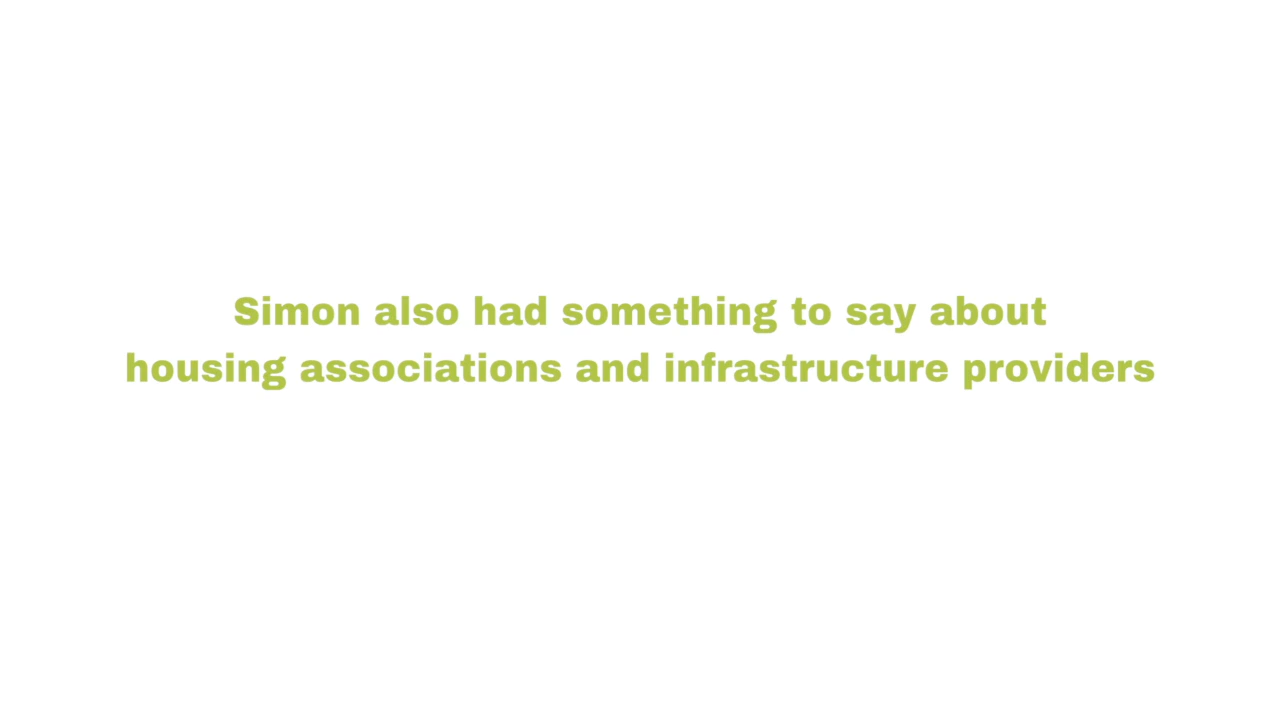 Simon also had something to say about
housing associations and infrastructure providers